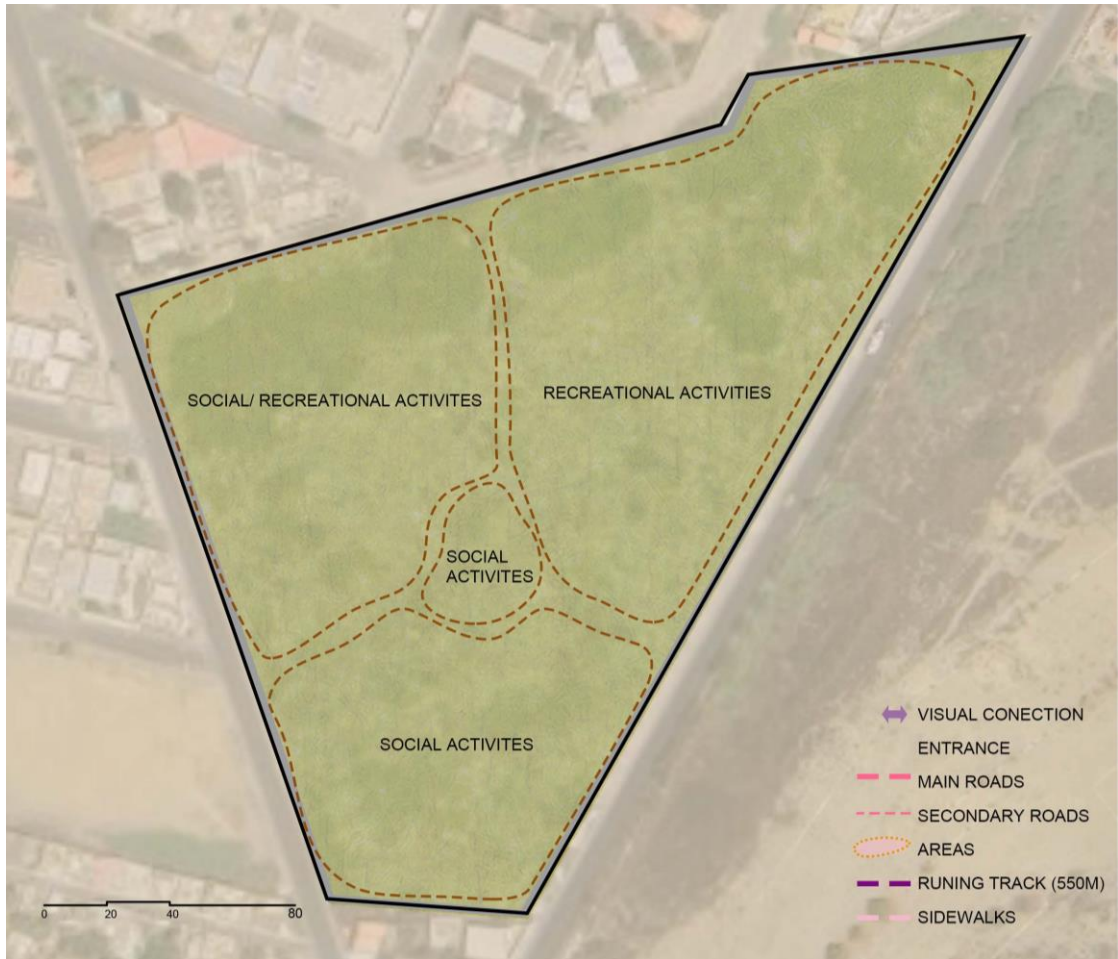 SOCIAL/ RECREATIONAL ACTIVITES
RECREATIONAL ACTIVITIES
SOCIAL
ACTIVITES
SOCIAL ACTIVITES
VISUAL CONECTION
ENTRANCE
MAIN ROADS
SECONDARY ROADS
AREAS
RUNING TRACK (550M)
SIDEWALKS
0 20 40 80